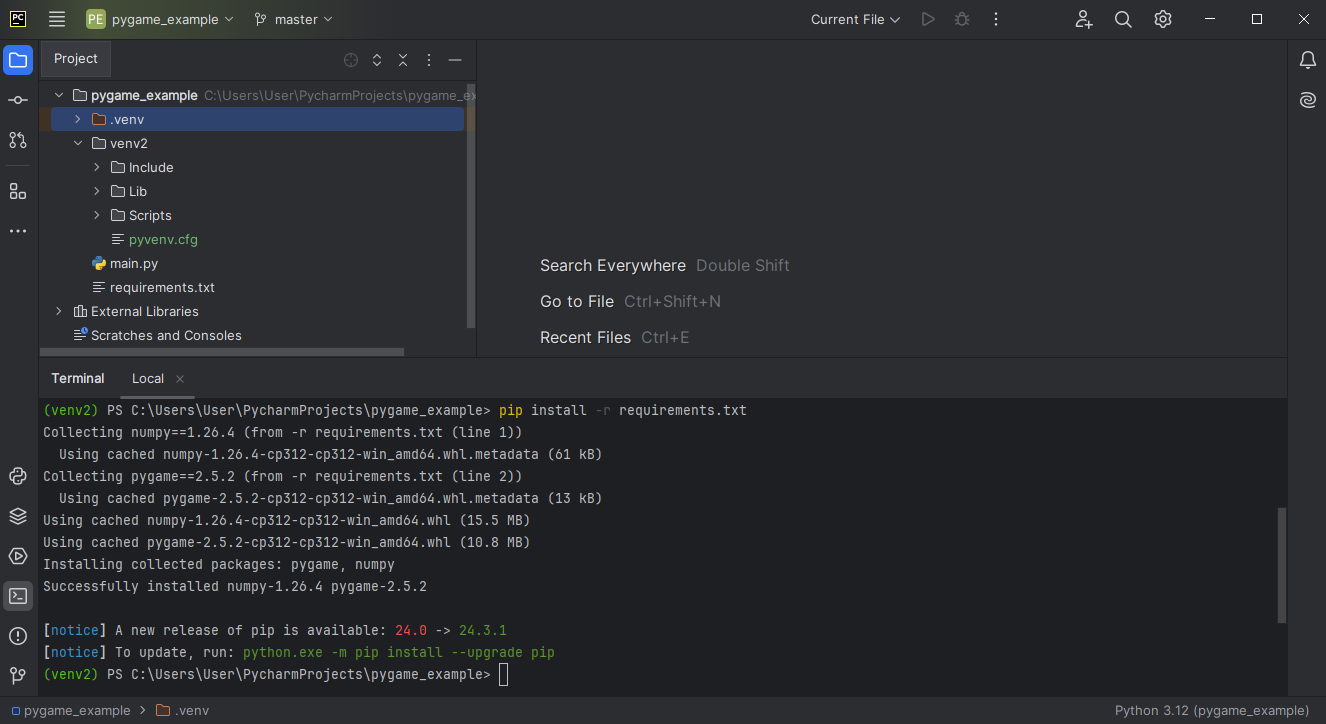 PC
PE pygame_example master Current File
Project
pygame_example C:\Users\User\PycharmProjects\pygame_ex
.venv
venv2
Include
Lib
Scripts
pyvenv.cfg
main.py
requirements.txt
External Libraries
Scratches and Consoles
Search Everywhere Double Shift
Go to File Ctrl+Shift+N
Recent Files Ctrl+E
Terminal Local
(venv2) PS C:\Users\User\PycharmProjects\pygame_example> pip install -r requirements.txt
Collecting numpy==1.26.4 (from -r requirements.txt (line 1))
Using cached numpy-1.26.4-cp312-cp312-win_amd64.whl.metadata (61 kB)
Collecting pygame==2.5.2 (from -r requirements.txt (line 2))
Using cached pygame-2.5.2-cp312-cp312-win_amd64.whl.metadata (13 kB)
Using cached numpy-1.26.4-cp312-cp312-win_amd64.whl (15.5 MB)
Using cached pygame-2.5.2-cp312-cp312-win_amd64.whl (10.8 MB)
Installing collected packages: pygame, numpy
Successfully installed numpy-1.26.4 pygame-2.5.2
[notice] A new release of pip is available: 24.0 -> 24.3.1
[notice] To update, run: python.exe -m pip install --upgrade pip
(venv2) PS C:\Users\User\PycharmProjects\pygame_example>
pygame_example > .venv Python 3.12 (pygame_example)